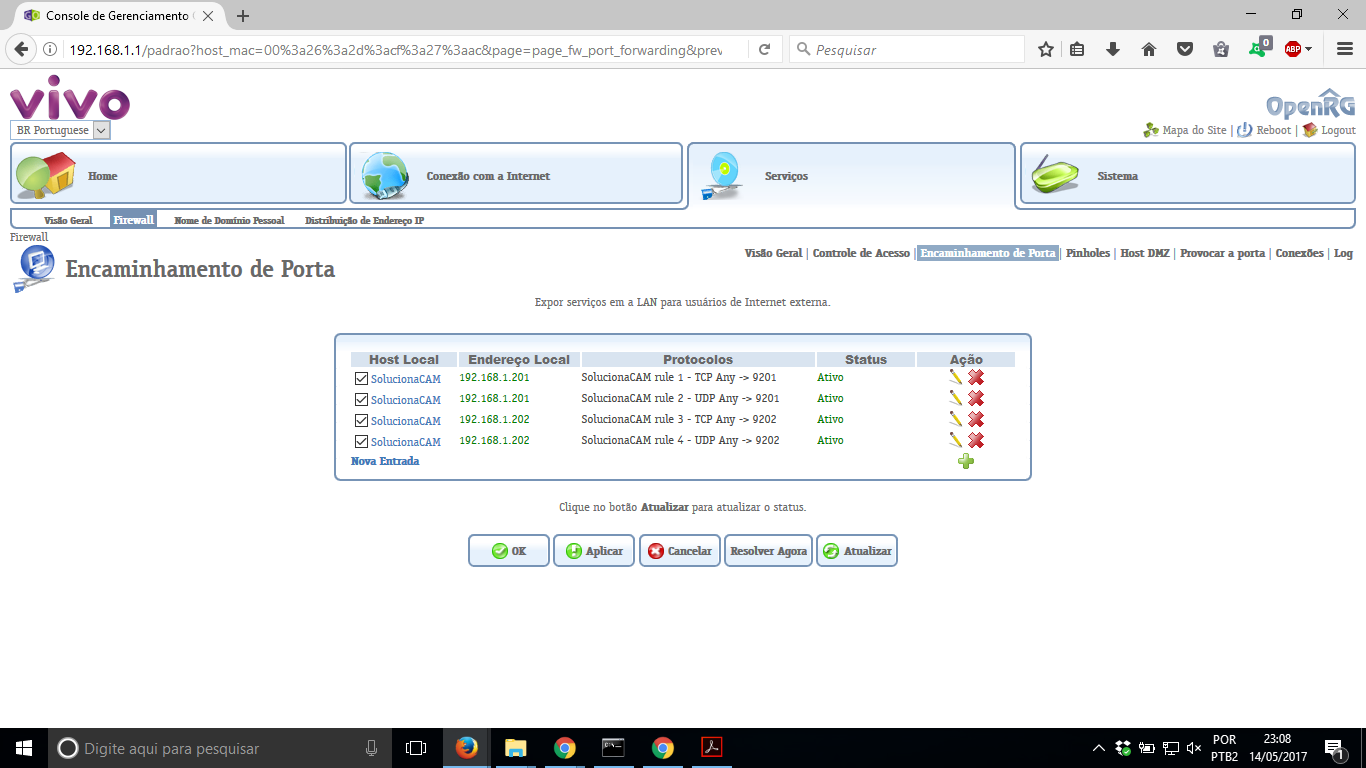 Console de Gerenciamento
192.168.1.1/padrao?host_mac=00%3a26%3a2d%3acf%3a27%3aac&page=page_fw_port_forwarding&prev
Pesquisar
0
ABP
vivo
OpenRG
BR Portuguese
Mapa do Site | Reboot | Logout
Home
Conexão com a Internet
Serviços
Sistema
Visão Geral
Firewall
Nome de Domínio Pessoal
Distribuição de Endereço IP
Firewall
Visão Geral | Controle de Acesso | Encaminhamento de Porta | Pinholes | Host DMZ | Provocar a porta | Conexões | Log
Encaminhamento de Porta
Expor serviços em a LAN para usuários de Internet externa.
Host Local Endereço Local Protocolos Status Ação
SolucionaCAM 192.168.1.201 SolucionaCAM rule 1 - TCP Any -> 9201 Ativo
SolucionaCAM 192.168.1.201 SolucionaCAM rule 2 - UDP Any -> 9201 Ativo
SolucionaCAM 192.168.1.202 SolucionaCAM rule 3 - TCP Any -> 9202 Ativo
SolucionaCAM 192.168.1.202 SolucionaCAM rule 4 - UDP Any -> 9202 Ativo
Nova Entrada
Clique no botão Atualizar para atualizar o status.
OK
Aplicar
Cancelar
Resolver Agora
Atualizar
Digite aqui para pesquisar
POR
PTB2
23:08
14/05/2017
1